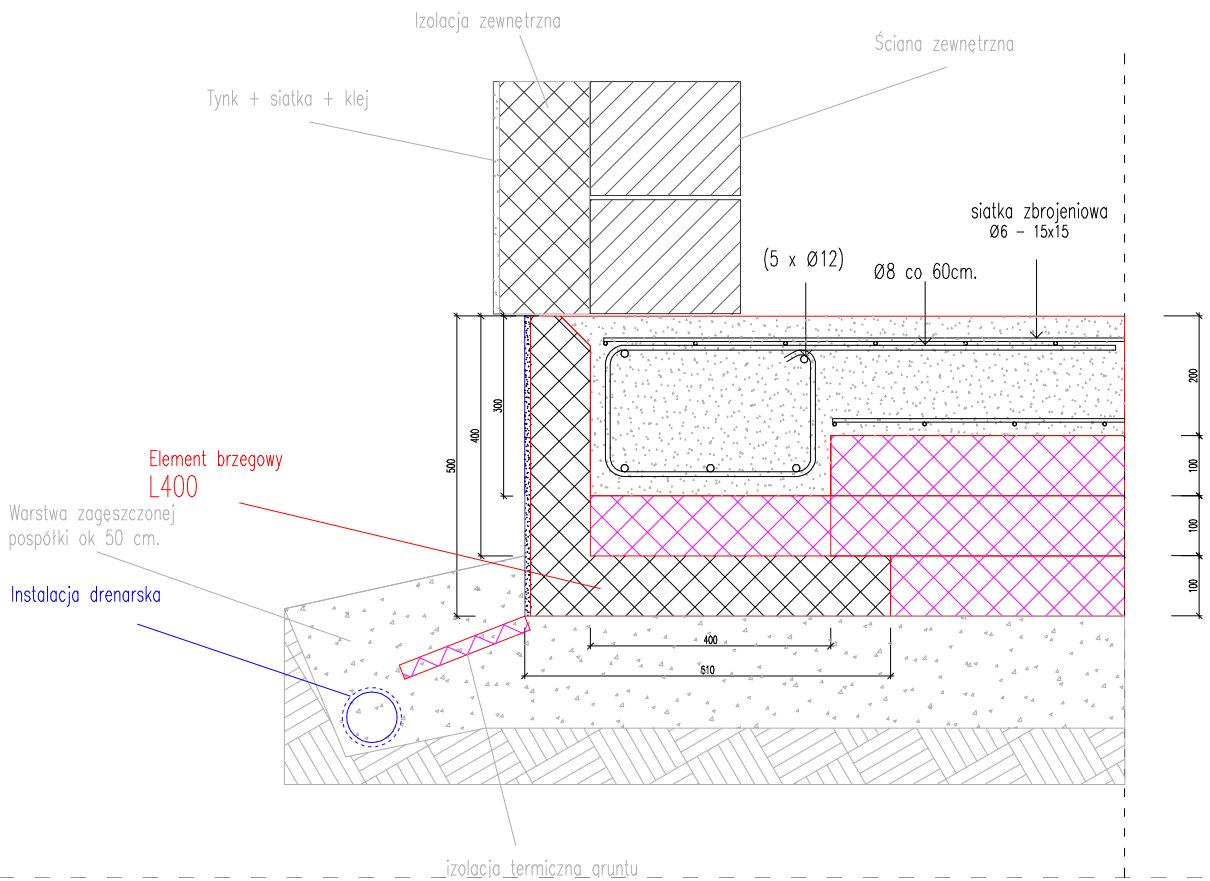 Izolacja zewnętrzna
Ściana zewnętrzna
Tynk + siatka + klej
siatka zbrojeniowa
Ø6 - 15x15
(5 x Ø12)
Ø8 co 60cm.
200
300
400
500
Element brzegowy
L400
100
Warstwa zagęszczonej
pospółki ok 50 cm.
100
Instalacja drenarska
100
400
610
izolacja termiczna gruntu